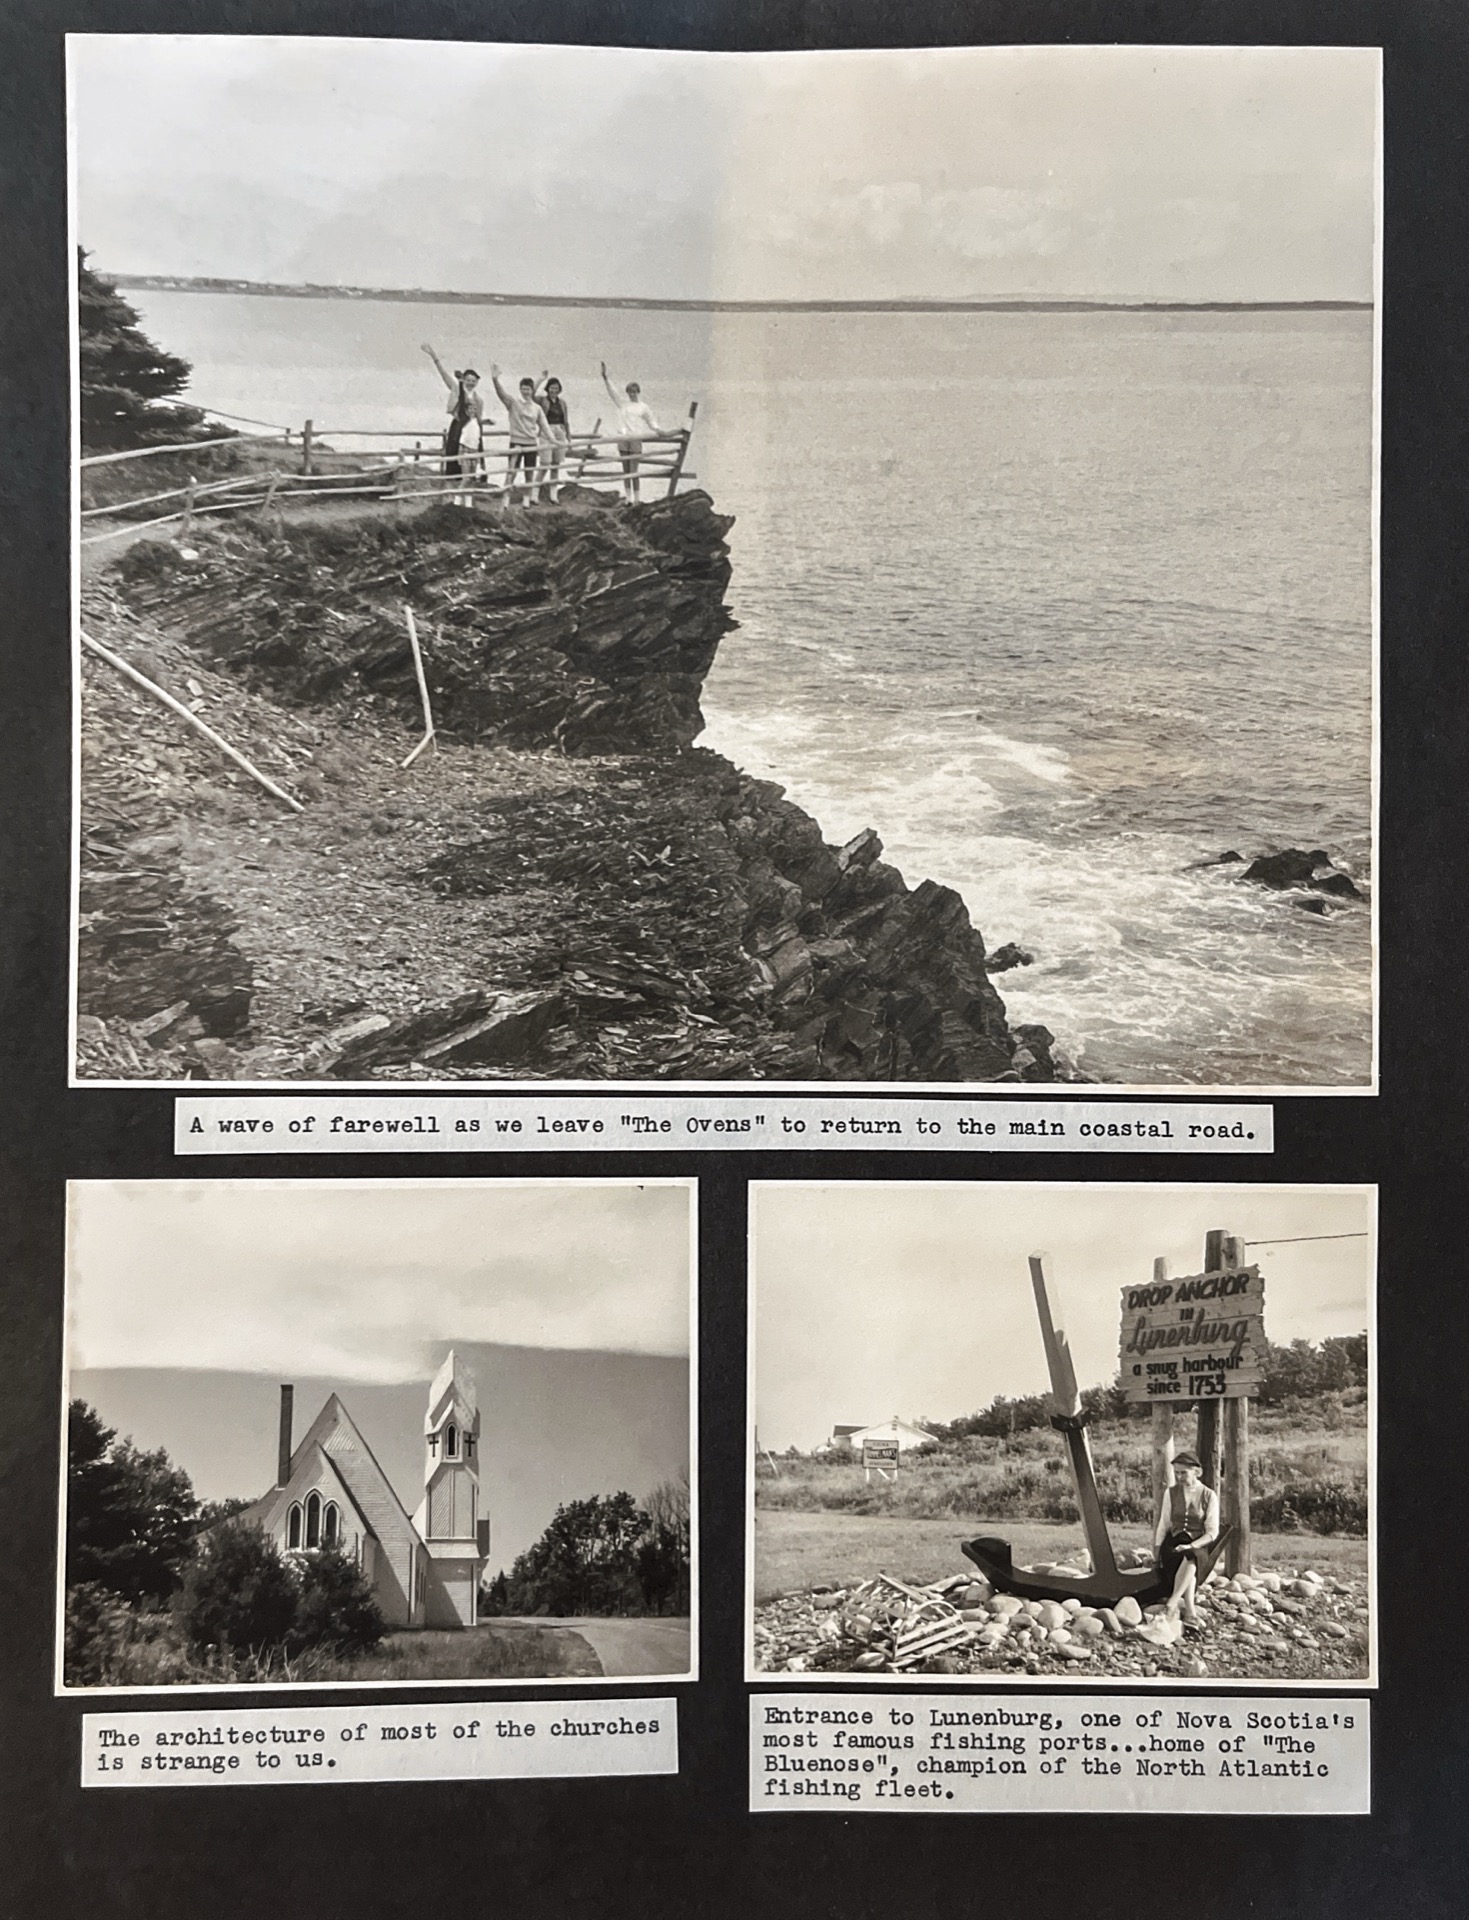 A wave of farewell as we leave "The Ovens" to return to the main coastal road.
DROP ANCHOR
IN
Lunenburg
a snug harbour
since 1753
The architecture of most of the churches
is strange to us.
Entrance to Lunenburg, one of Nova Scotia's
most famous fishing ports...home of "The
Bluenose", champion of the North Atlantic
fishing fleet.